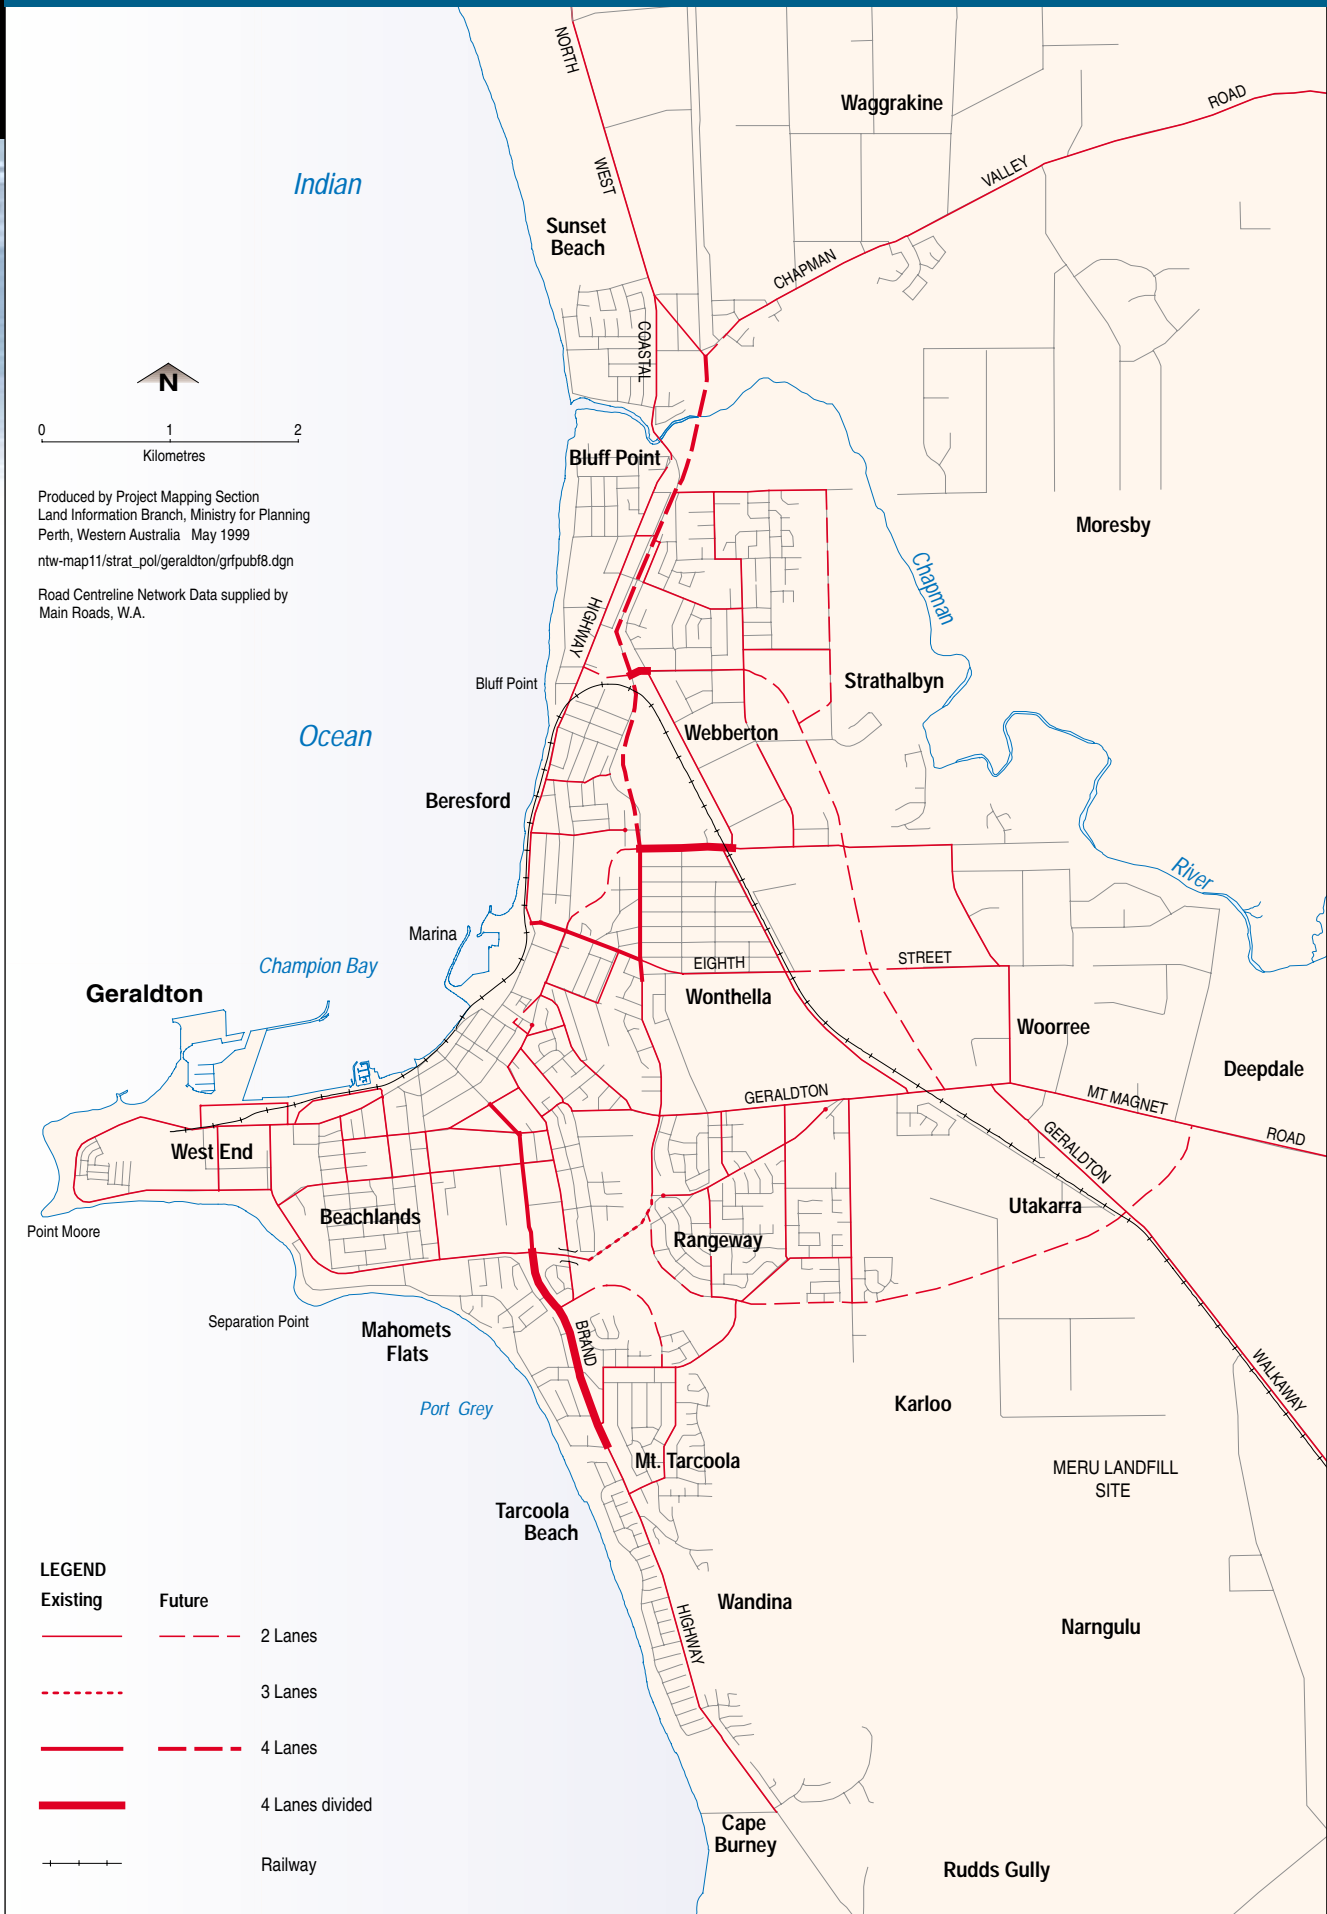 NORTH
Waggrakine
ROAD
WEST
VALLEY
Indian
Sunset
Beach
CHAPMAN
COASTAL
N
0 1 2
Kilometres
Bluff Point
Produced by Project Mapping Section
Land Information Branch, Ministry for Planning
Perth, Western Australia May 1999
ntw-map11/strat_pol/geraldton/grfpubf8.dgn
Road Centreline Network Data supplied by
Main Roads, W.A.
Moresby
Chapman
HIGHWAY
Bluff Point
Strathalbyn
Ocean
Webberton
Beresford
River
Marina
Champion Bay
EIGHTH
STREET
Geraldton
Wonthella
Woorree
Deepdale
GERALDTON
MT MAGNET
ROAD
West End
GERALDTON
Utakarra
Beachlands
Point Moore
Rangeway
Separation Point
Mahomets
Flats
BRAND
WALKAWAY
Port Grey
Karloo
Mt. Tarcoola
MERU LANDFILL
SITE
Tarcoola
Beach
Wandina
HIGHWAY
Narngulu
LEGEND
Existing Future
2 Lanes
3 Lanes
4 Lanes
4 Lanes divided
Railway
Cape
Burney
Rudds Gully